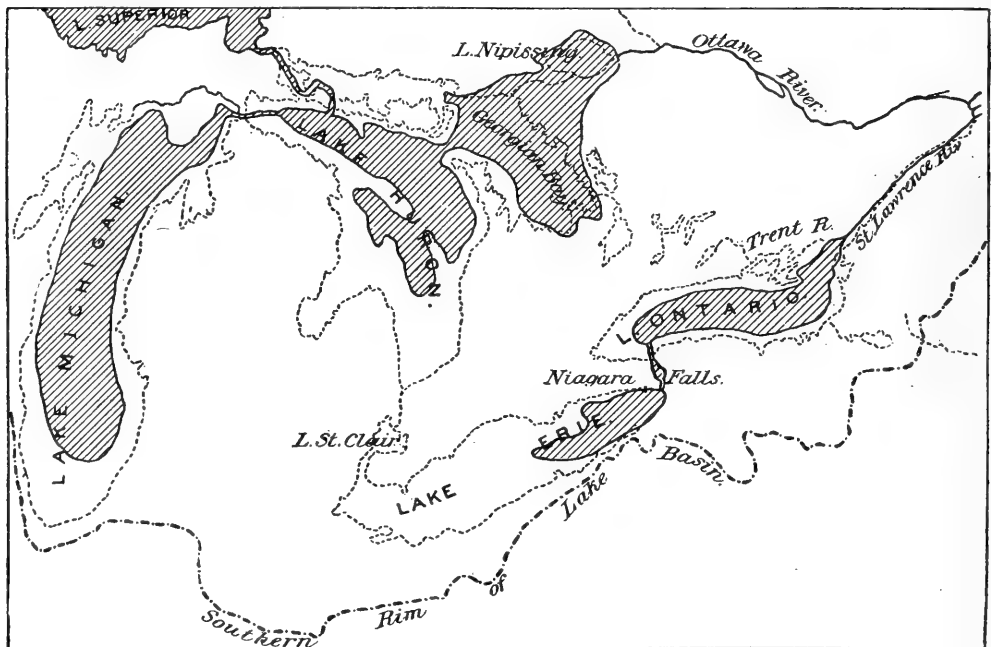 L. SUPERIOR
Ottawa River.
L. Nipissing.
Georgian Bay
LAKE HURON.
St. Lawrence Riv
Trent R.
LAKE MICHIGAN.
L ONTARIO.
Niagara Falls.
L. St. Clair
LAKE ERIE.
Southern Rim of Lake Basin.